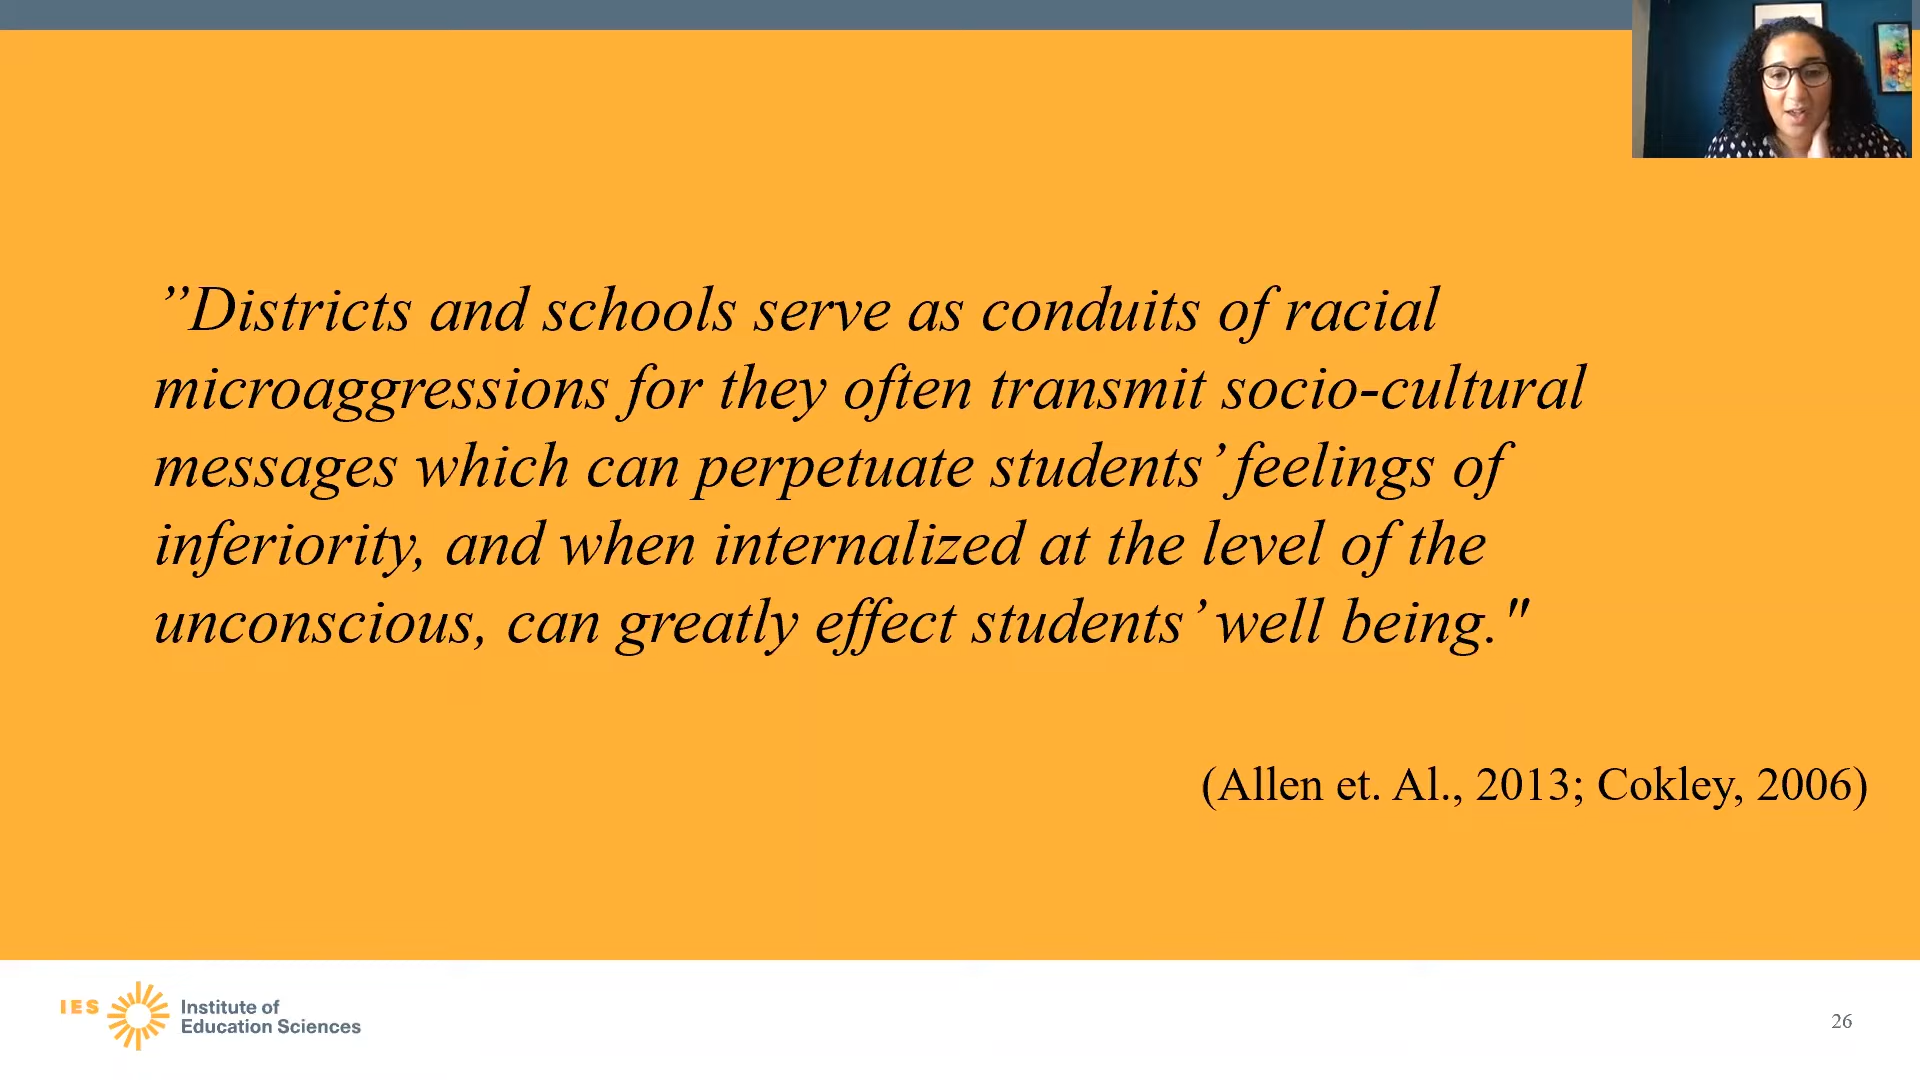 ”Districts and schools serve as conduits of racial
microaggressions for they often transmit socio-cultural
messages which can perpetuate students’ feelings of
inferiority, and when internalized at the level of the
unconscious, can greatly effect students’ well being."
(Allen et. Al., 2013; Cokley, 2006)
IES
Institute of
Education Sciences
26